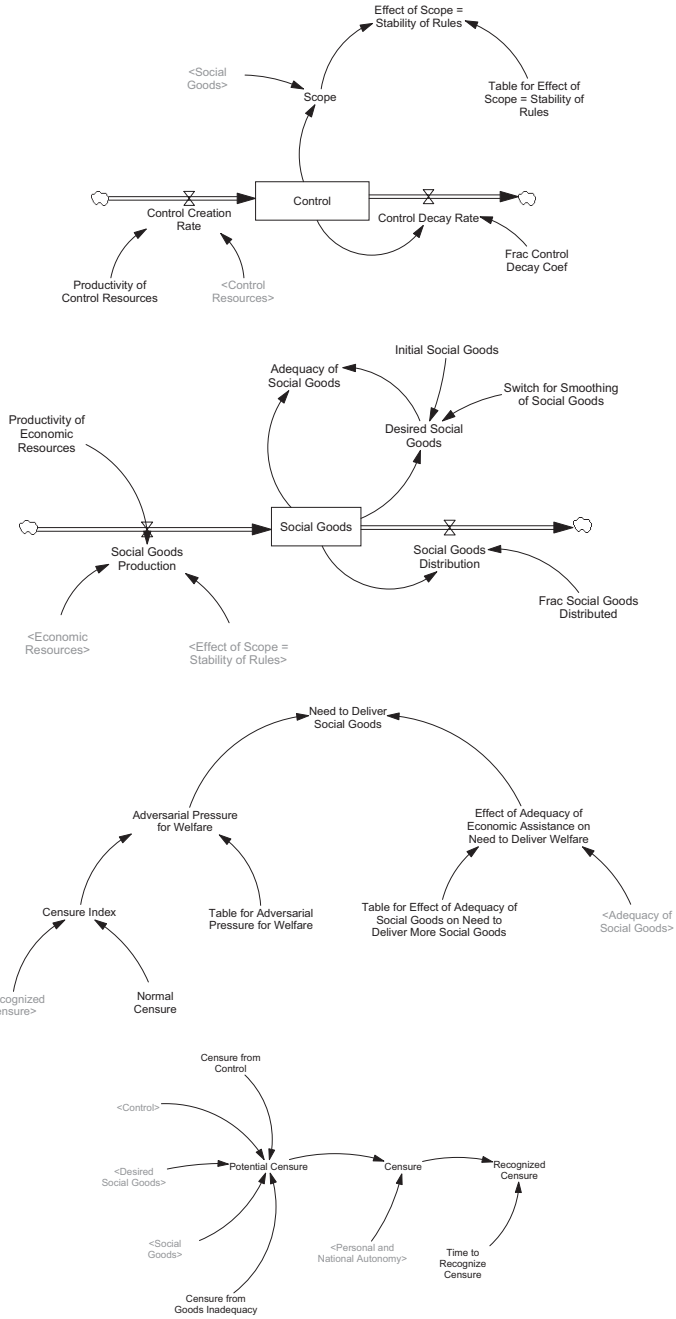 Effect of Scope =
Stability of Rules
<Social
Goods>
Scope
Table for Effect of
Scope = Stability of
Rules
Control
Control Creation
Rate
Control Decay Rate
Productivity of
Control Resources
<Control
Resources>
Frac Control
Decay Coef
Initial Social Goods
Adequacy of
Social Goods
Switch for Smoothing
of Social Goods
Productivity of
Economic
Resources
Desired Social
Goods
Social Goods
Social Goods
Production
Social Goods
Distribution
Frac Social Goods
Distributed
<Economic
Resources>
<Effect of Scope =
Stability of Rules>
Need to Deliver
Social Goods
Adversarial Pressure
for Welfare
Effect of Adequacy of
Economic Assistance on
Need to Deliver Welfare
Censure Index
Table for Adversarial
Pressure for Welfare
Table for Effect of Adequacy of
Social Goods on Need to
Deliver More Social Goods
<Adequacy of
Social Goods>
Normal
Censure
Censure from
Control
<Control>
<Desired
Social Goods>
Potential Censure
Censure
Recognized
Censure
<Social
Goods>
<Personal and
National Autonomy>
Time to
Recognize
Censure
Censure from
Goods Inadequacy